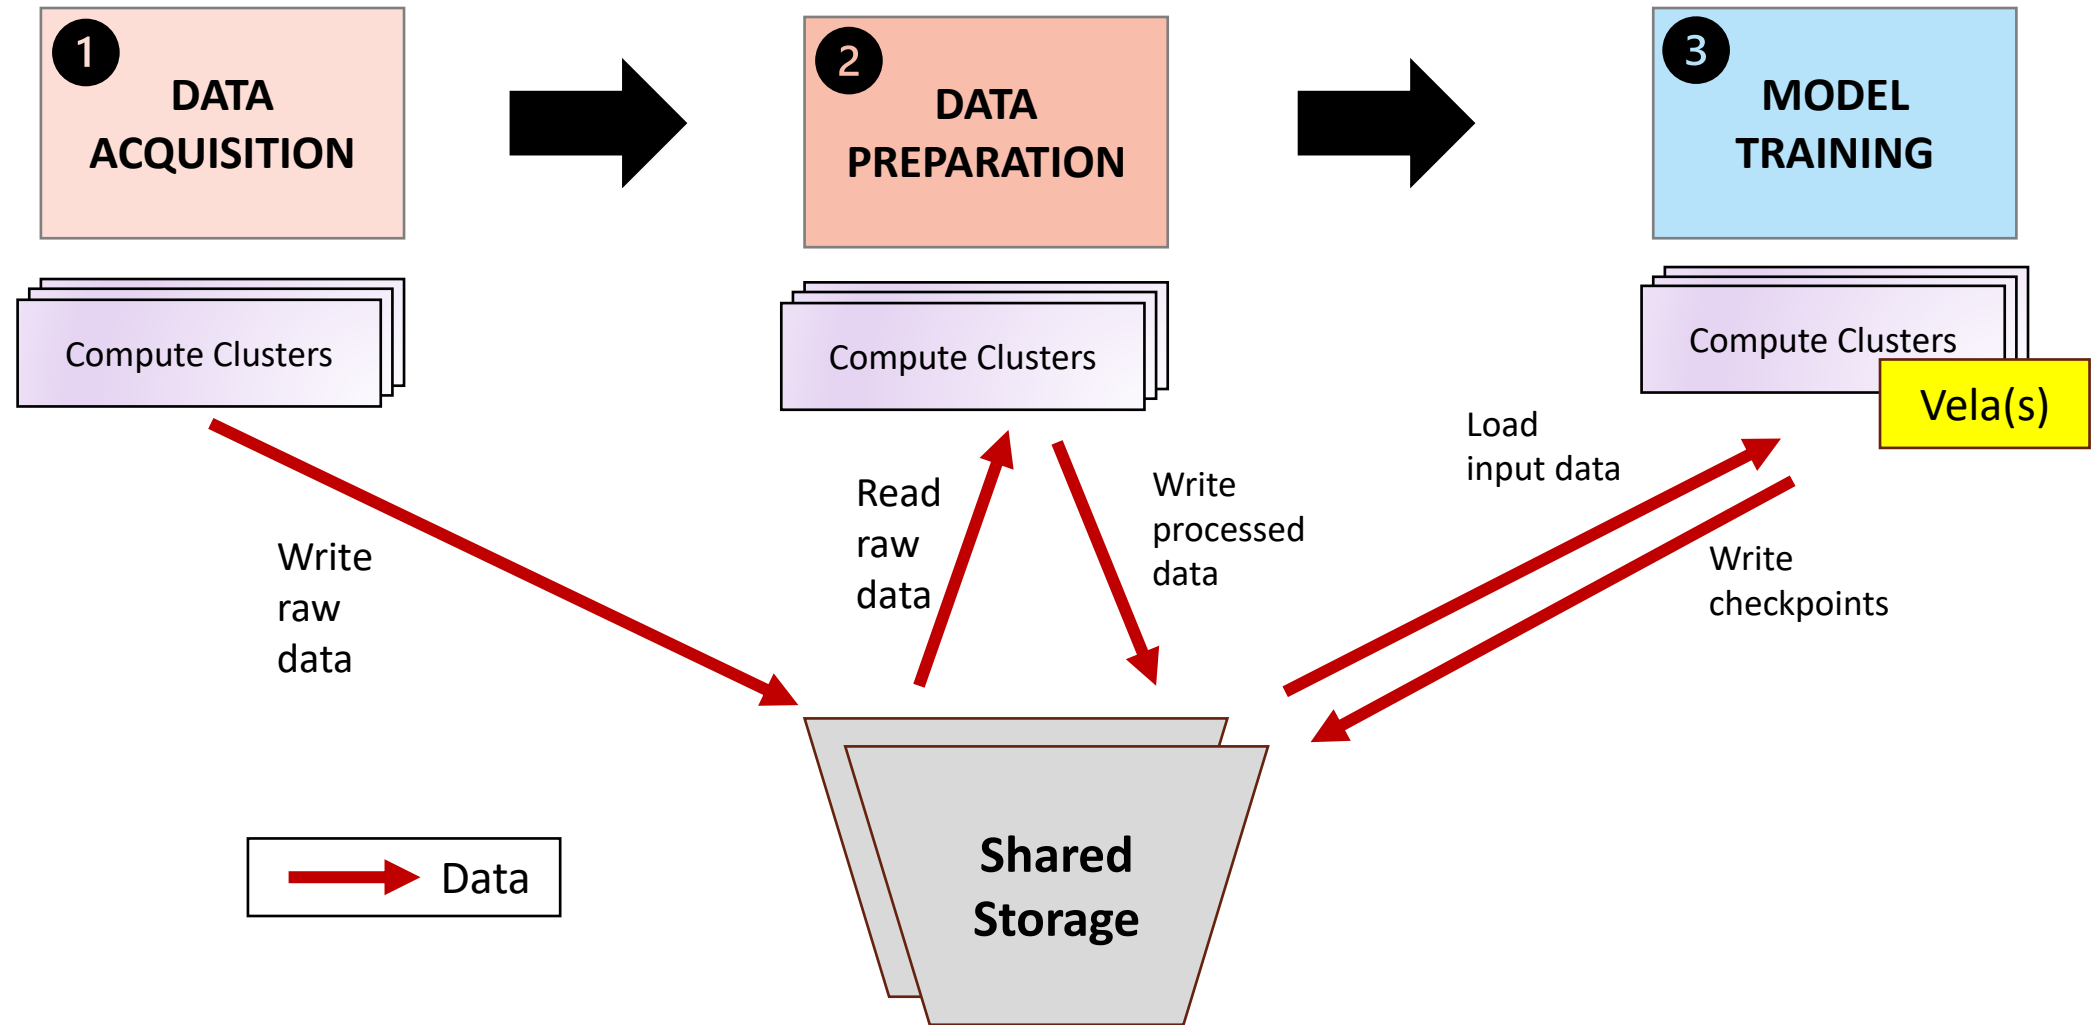 1
DATA
ACQUISITION
2
DATA
PREPARATION
3
MODEL
TRAINING
Compute Clusters
Compute Clusters
Compute Clusters
Vela(s)
Write
raw
data
Read
raw
data
Write
processed
data
Load
input data
Write
checkpoints
Shared
Storage
Data